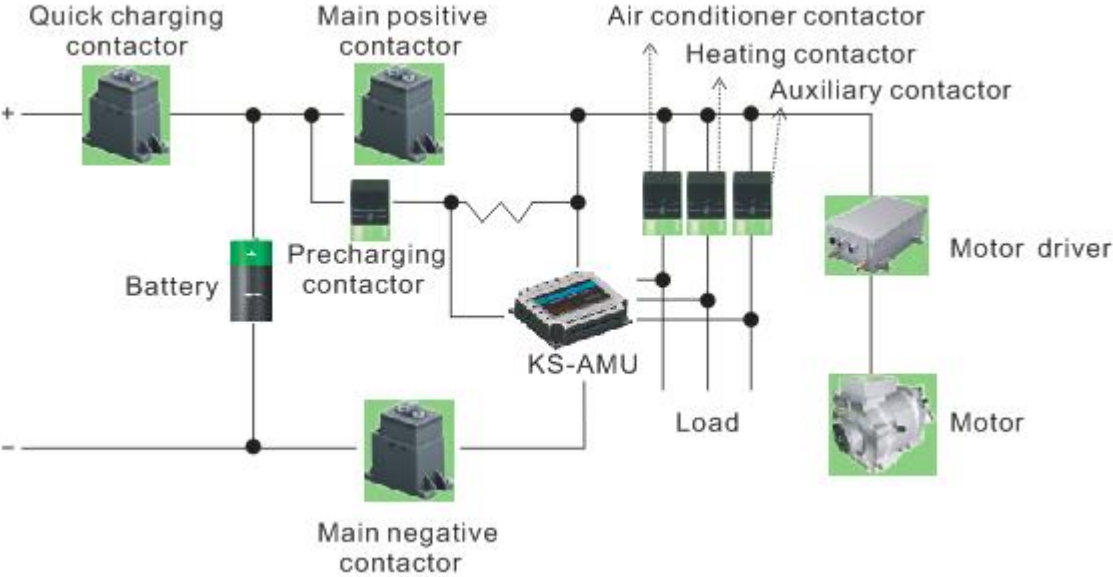 Quick charging
contactor
Main positive
contactor
Air conditioner contactor
Heating contactor
Auxiliary contactor
+
Precharging
contactor
Battery
Motor driver
KS-AMU
Load
Motor
−
Main negative
contactor